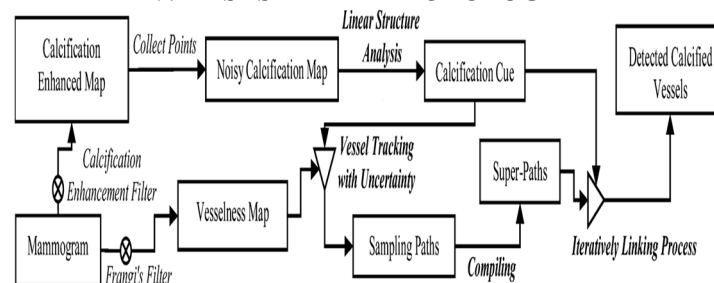 Linear Structure
Analysis
Calcification
Enhanced Map
Collect Points
Noisy Calcification Map
Calcification Cue
Detected Calcified
Vessels
Calcification
Enhancement Filter
Vessel Tracking
with Uncertainty
Super-Paths
Vesselness Map
Mammogram
Sampling Paths
Iteratively Linking Process
Compiling
Frangi's Filter